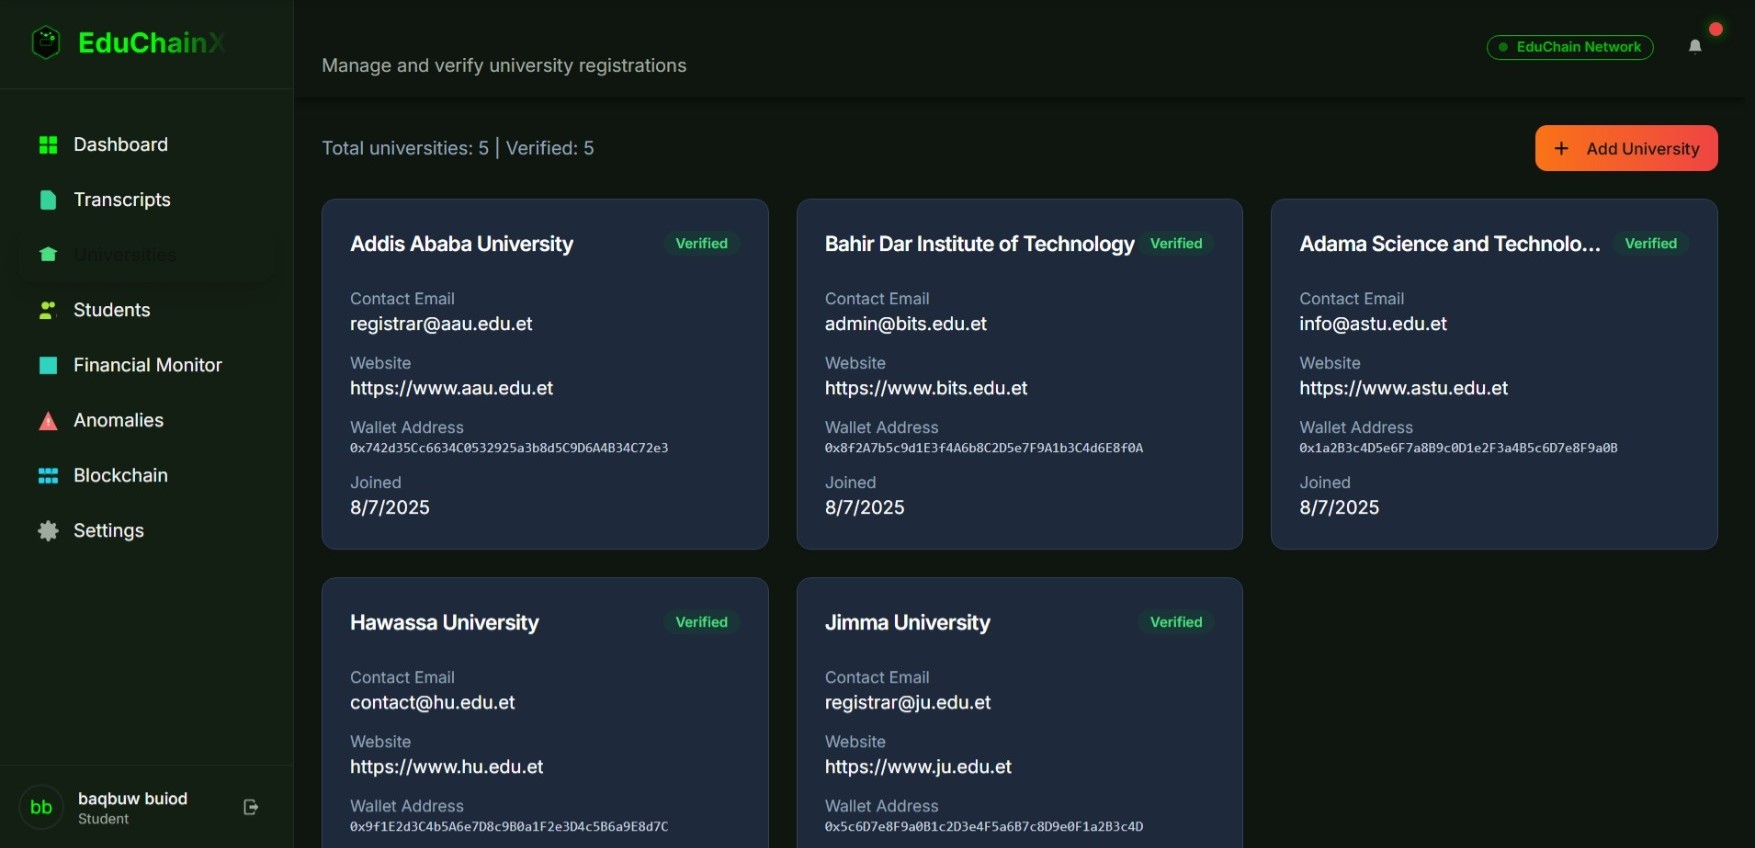 EduChainX
Manage and verify university registrations
EduChain Network
Dashboard
Transcripts
Universities
Students
Financial Monitor
Anomalies
Blockchain
Settings
bb
baqbuw buiod
Student
Total universities: 5 | Verified: 5
+ Add University
Addis Ababa University
Verified
Contact Email
registrar@aau.edu.et
Website
https://www.aau.edu.et
Wallet Address
0x742d35Cc6634C0532925a3b8d5C9D6A4B34C72e3
Joined
8/7/2025
Bahir Dar Institute of Technology
Verified
Contact Email
admin@bits.edu.et
Website
https://www.bits.edu.et
Wallet Address
0x8f2A7b5c9d1E3f4A6b8C2D5e7F9A1b3C4d6E8f0A
Joined
8/7/2025
Adama Science and Technolo...
Verified
Contact Email
info@astu.edu.et
Website
https://www.astu.edu.et
Wallet Address
0x1a2B3c4D5e6F7a8B9c0D1e2F3a4B5c6D7e8F9a0B
Joined
8/7/2025
Hawassa University
Verified
Contact Email
contact@hu.edu.et
Website
https://www.hu.edu.et
Wallet Address
0x9f1E2d3C4b5A6e7D8c9B0a1F2e3D4c5B6a9E8d7C
Jimma University
Verified
Contact Email
registrar@ju.edu.et
Website
https://www.ju.edu.et
Wallet Address
0x5c6D7e8F9a0B1c2D3e4F5a6B7c8D9e0F1a2B3c4D